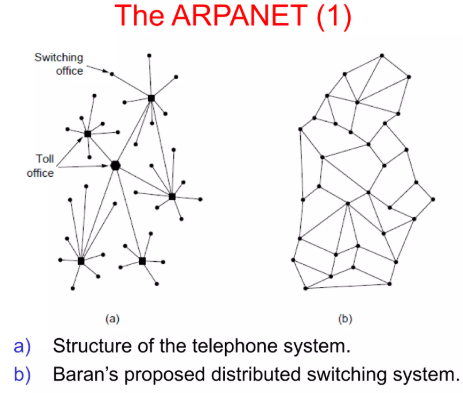 The ARPANET (1)
Switching
office
Toll
office
(a)
(b)
a) Structure of the telephone system.
b) Baran's proposed distributed switching system.